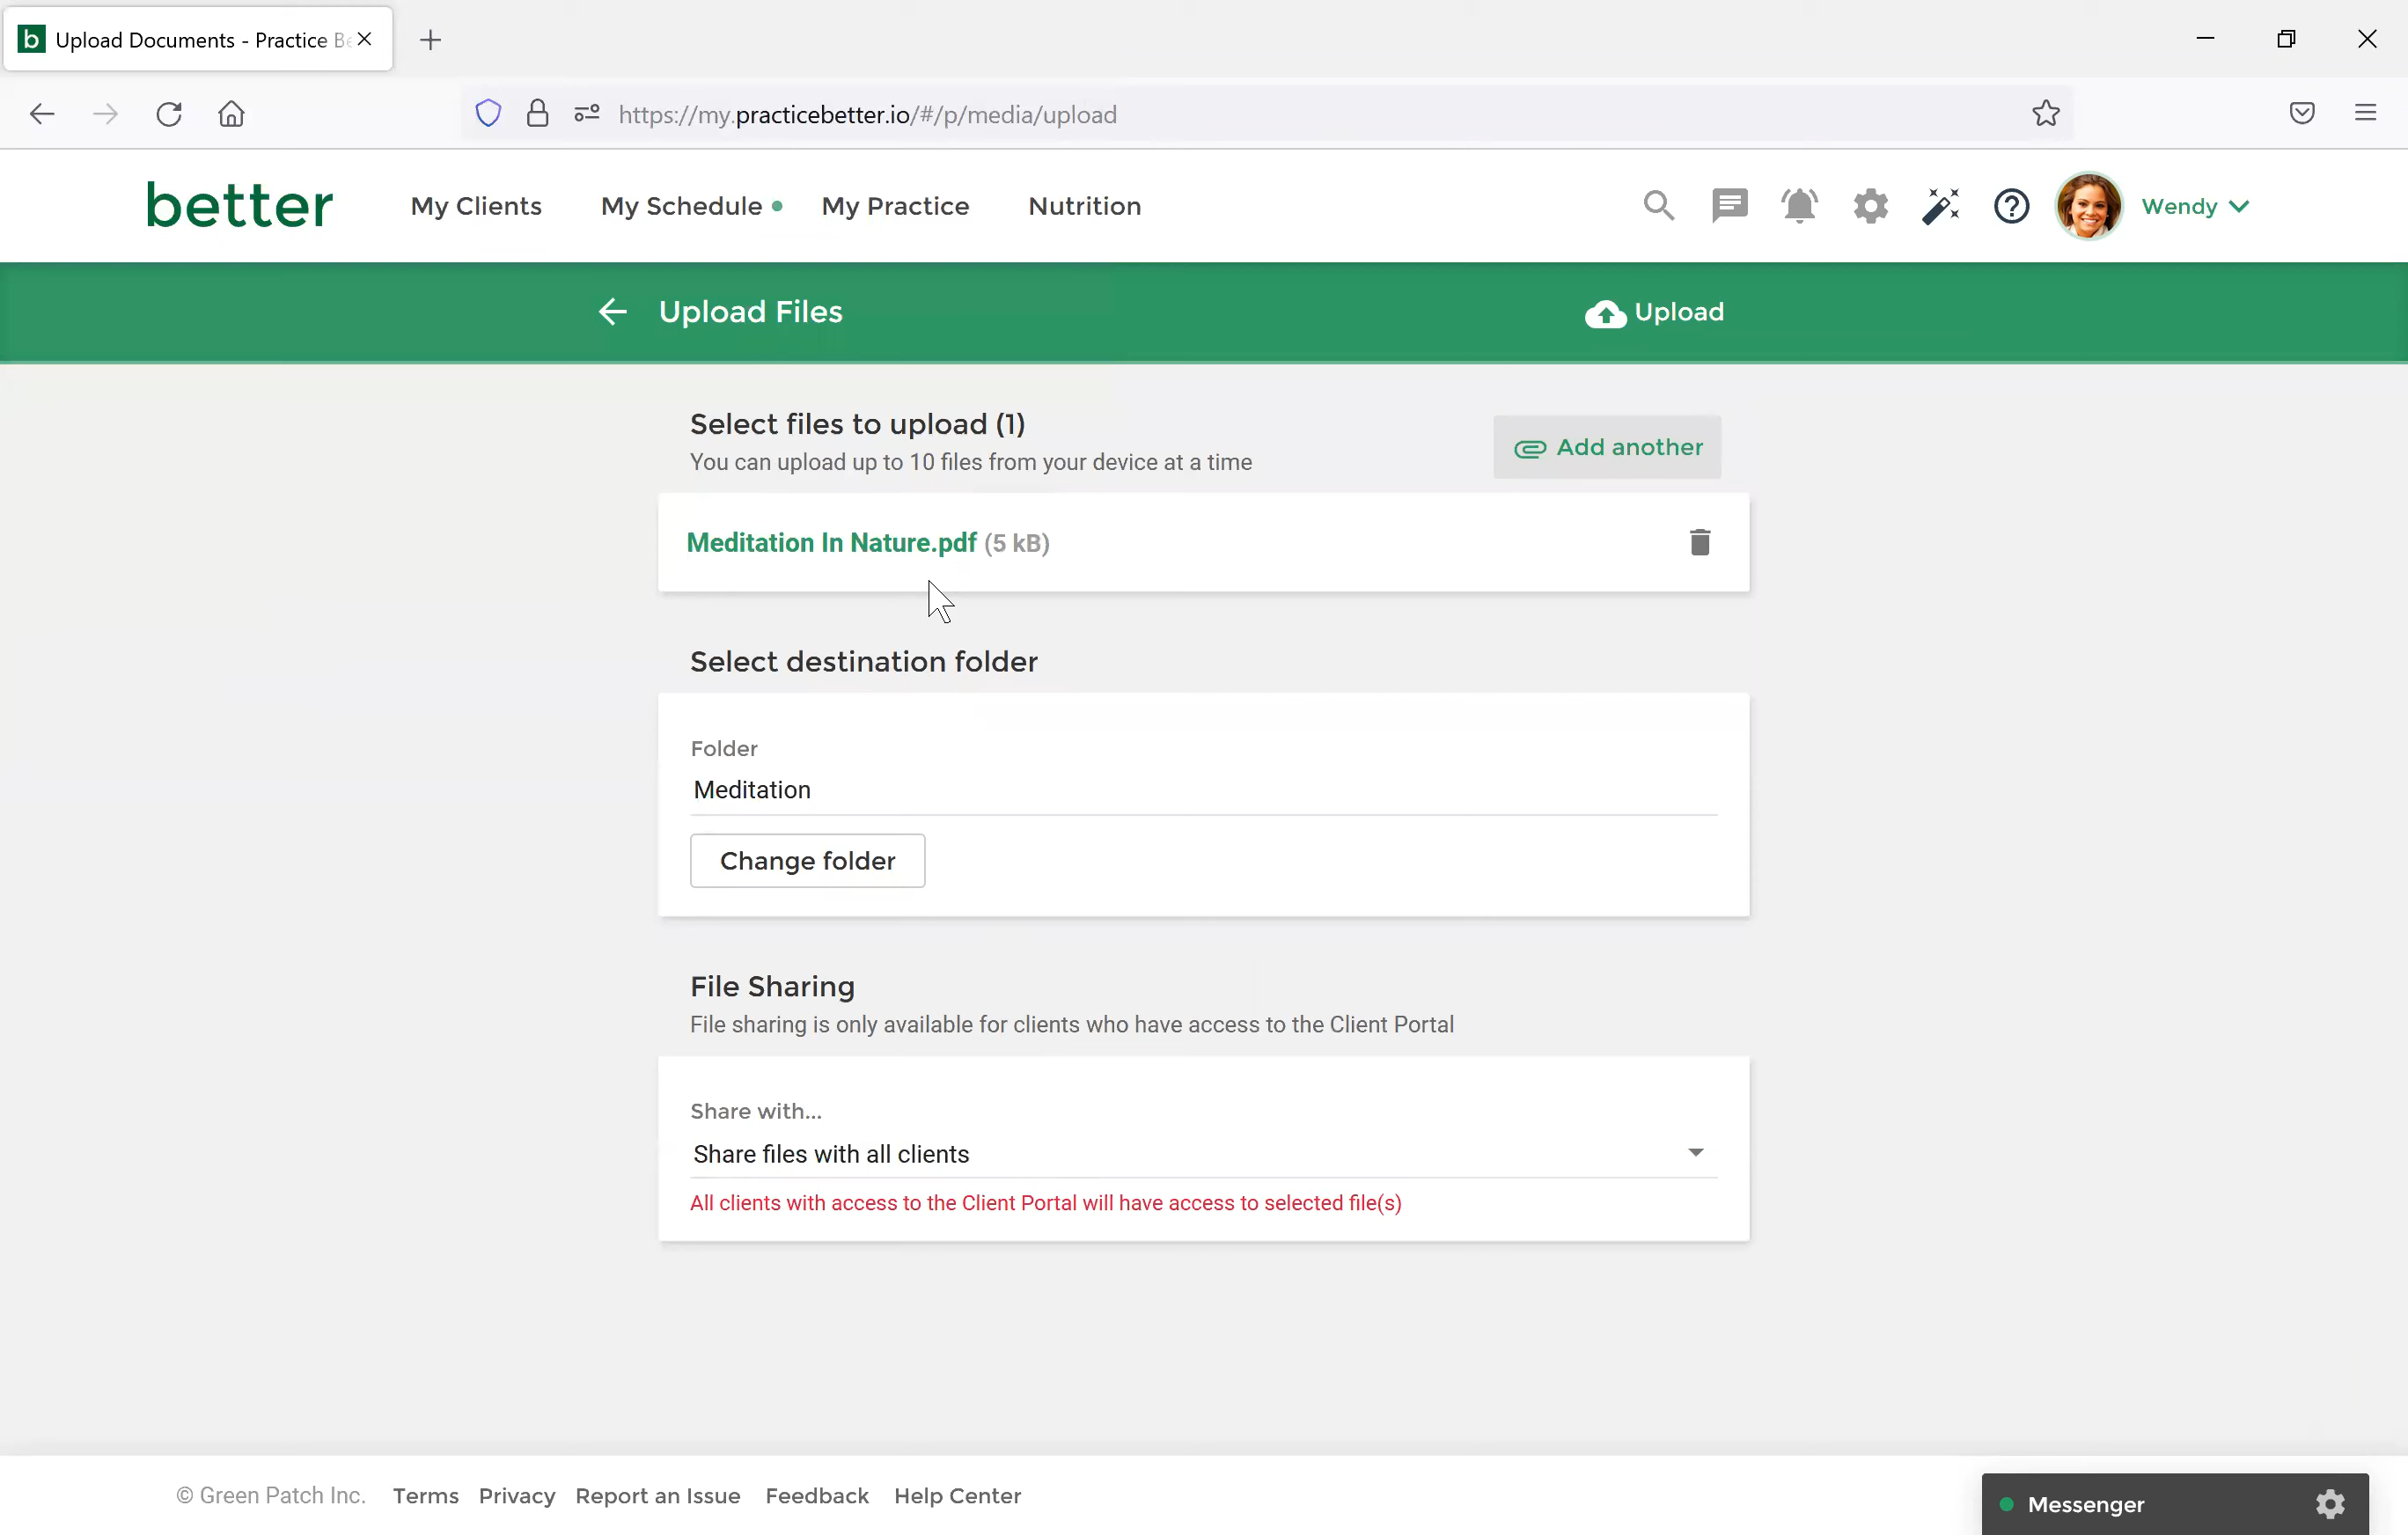 b Upload Documents - Practice Be
https://my.practicebetter.io/#/p/media/upload
better My Clients My Schedule My Practice Nutrition Wendy
Upload Files Upload
Select files to upload (1)
You can upload up to 10 files from your device at a time
Add another
Meditation In Nature.pdf (5 kB)
Select destination folder
Folder
Meditation
Change folder
File Sharing
File sharing is only available for clients who have access to the Client Portal
Share with...
Share files with all clients
All clients with access to the Client Portal will have access to selected file(s)
© Green Patch Inc. Terms Privacy Report an Issue Feedback Help Center
Messenger